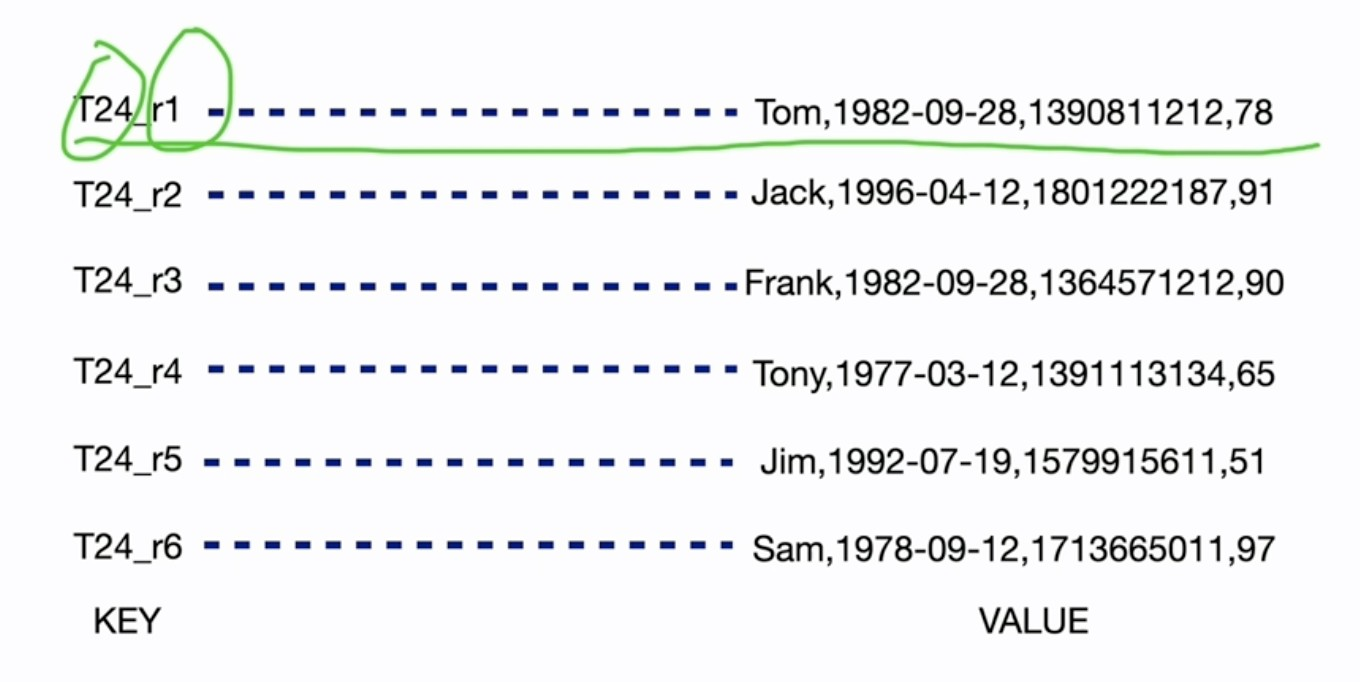 T24_r1 Tom,1982-09-28,1390811212,78
T24_r2 Jack,1996-04-12,1801222187,91
T24_r3 Frank,1982-09-28,1364571212,90
T24_r4 Tony,1977-03-12,1391113134,65
T24_r5 Jim,1992-07-19,1579915611,51
T24_r6 Sam,1978-09-12,1713665011,97
KEY VALUE